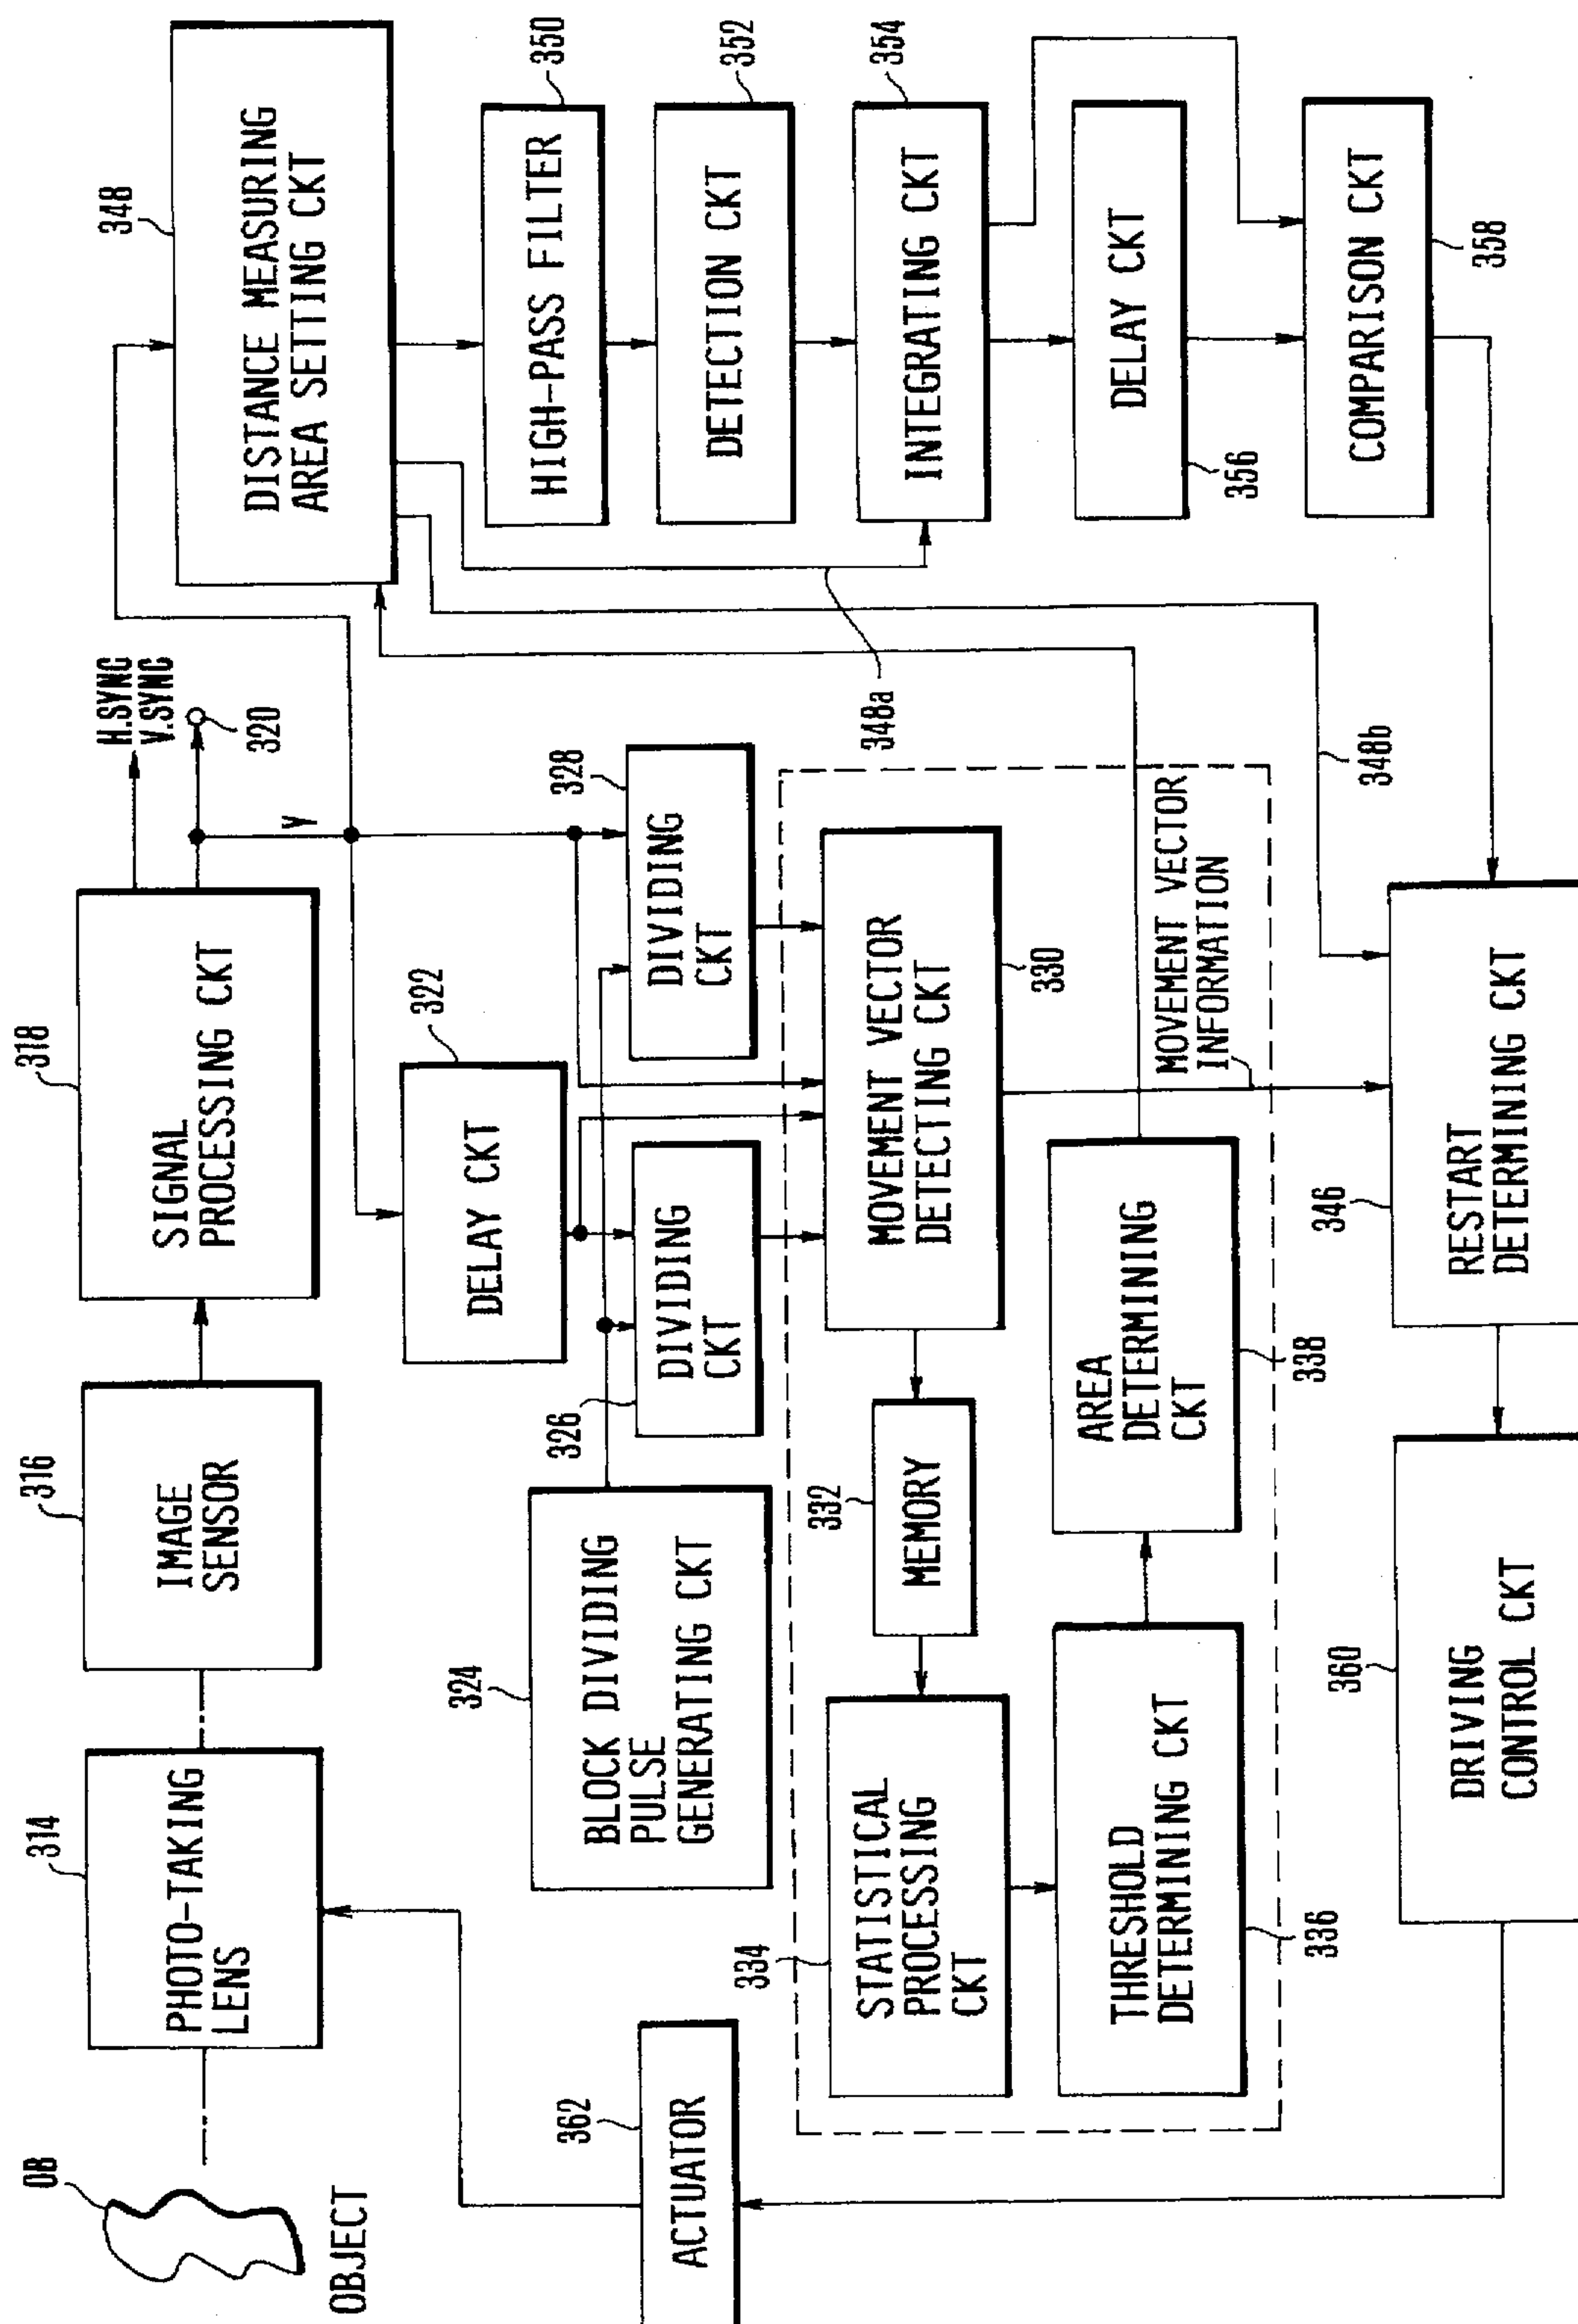 OB
OBJECT
314
PHOTO-TAKING
LENS
316
IMAGE
SENSOR
318
SIGNAL
PROCESSING CKT
H.SYNC
V.SYNC
320
Y
348
DISTANCE MEASURING
AREA SETTING CKT
350
HIGH-PASS FILTER
352
DETECTION CKT
354
INTEGRATING CKT
DELAY CKT
356
COMPARISON CKT
358
348a
348b
322
DELAY CKT
324
BLOCK DIVIDING
PULSE
GENERATING CKT
326
DIVIDING
CKT
328
DIVIDING
CKT
MOVEMENT VECTOR
DETECTING CKT
330
MOVEMENT VECTOR
INFORMATION
332
MEMORY
334
STATISTICAL
PROCESSING
CKT
THRESHOLD
DETERMINING CKT
336
AREA
DETERMINING
CKT
338
346
RESTART
DETERMINING CKT
360
DRIVING
CONTROL CKT
362
ACTUATOR